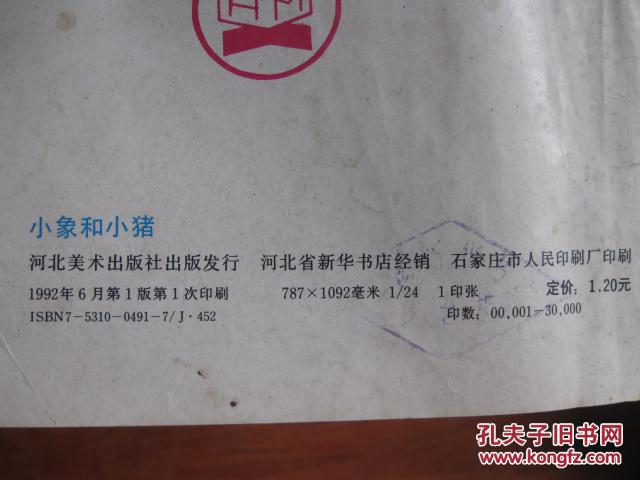 HM
小象和小猪
河北美术出版社出版发行 河北省新华书店经销 石家庄市人民印刷厂印刷
1992年6月第1版第1次印刷 787×1092毫米 1/24 1印张 定价：1.20元
ISBN7-5310-0491-7/J·452 印数：00,001-30,000
孔夫子旧书网
www.kongfz.com